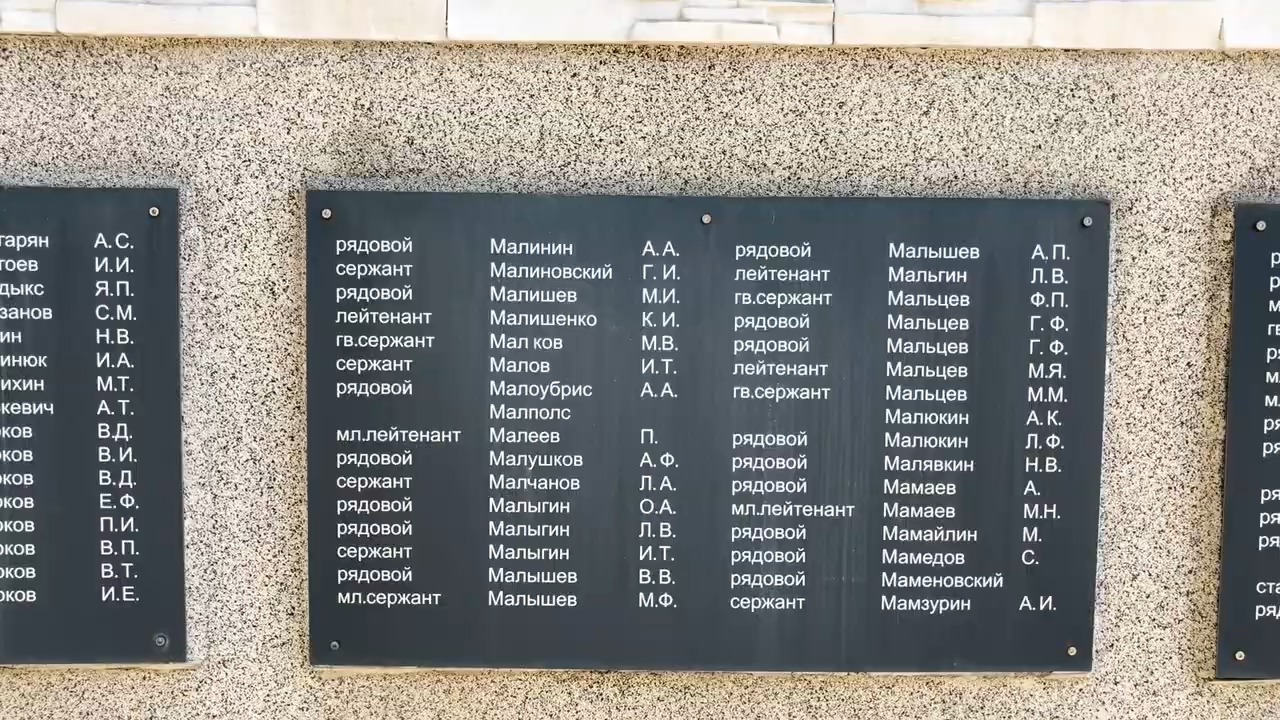 гарян А.С.
тоев И.И.
дыкс Я.П.
занов С.М.
ин Н.В.
инюк И.А.
ихин М.Т.
кевич А.Т.
ков В.Д.
ков В.И.
ков В.Д.
ков Е.Ф.
ков П.И.
ков В.П.
ков В.Т.
ков И.Е.
рядовой Малинин А.А.
сержант Малиновский Г.И.
рядовой Малишев М.И.
лейтенант Малишенко К.И.
гв.сержант Мал ков М.В.
сержант Малов И.Т.
рядовой Малоубрис А.А.
Малполс
мл.лейтенант Малеев П.
рядовой Малушков А.Ф.
сержант Малчанов Л.А.
рядовой Малыгин О.А.
рядовой Малыгин Л.В.
сержант Малыгин И.Т.
рядовой Малышев В.В.
мл.сержант Малышев М.Ф.
рядовой Малышев А.П.
лейтенант Мальгин Л.В.
гв.сержант Мальцев Ф.П.
рядовой Мальцев Г.Ф.
рядовой Мальцев Г.Ф.
лейтенант Мальцев М.Я.
гв.сержант Мальцев М.М.
Малюкин А.К.
рядовой Малюкин Л.Ф.
рядовой Малявкин Н.В.
рядовой Мамаев А.
мл.лейтенант Мамаев М.Н.
рядовой Мамайлин М.
рядовой Мамедов С.
рядовой Маменовский
сержант Мамзурин А.И.